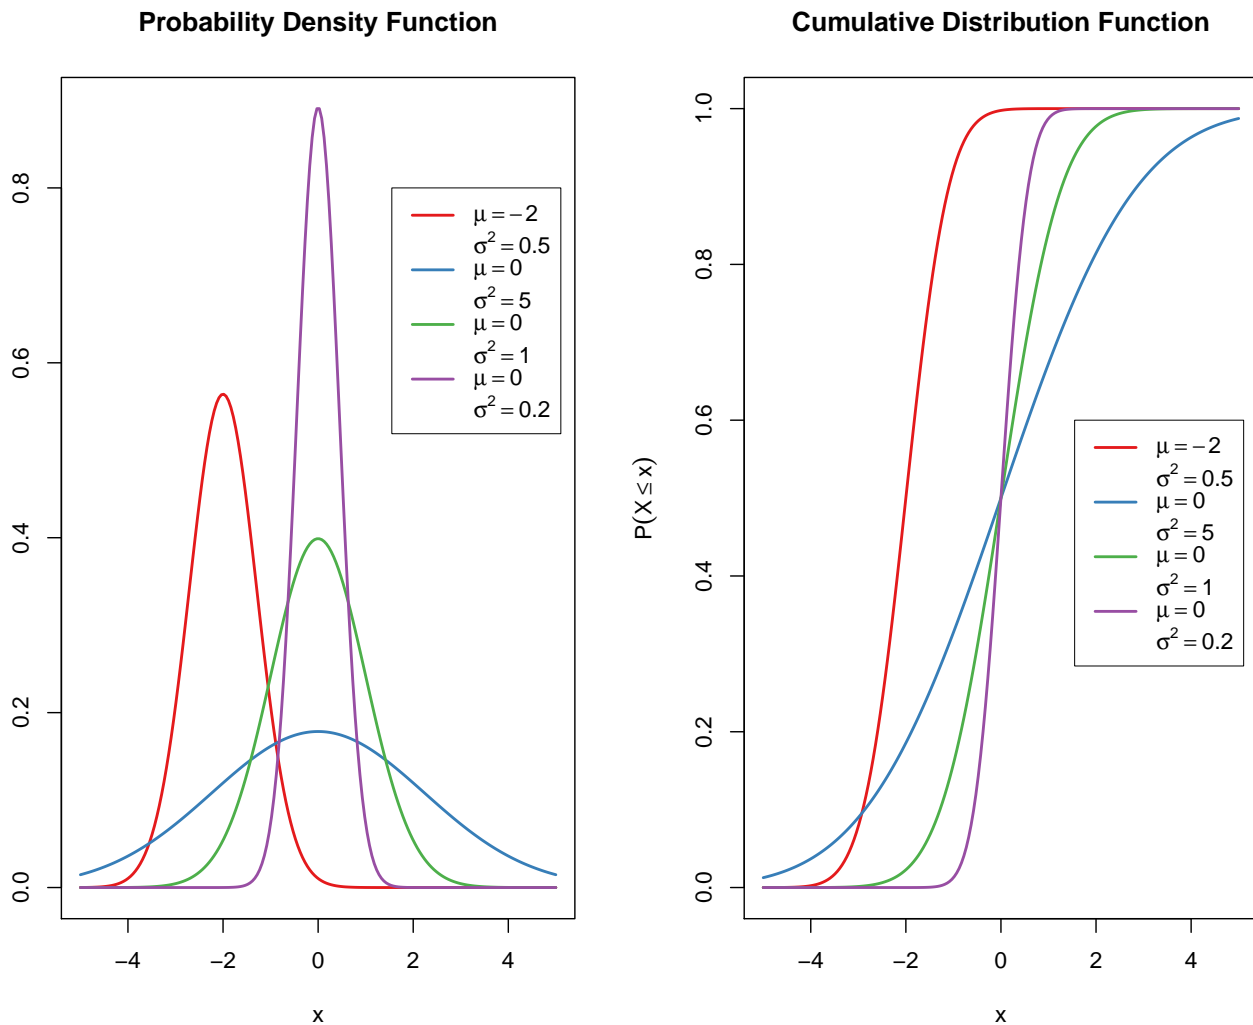 Probability Density Function
0.0
0.2
0.4
0.6
0.8
−4
−2
0
2
4
x
μ = −2
σ² = 0.5
μ = 0
σ² = 5
μ = 0
σ² = 1
μ = 0
σ² = 0.2
Cumulative Distribution Function
P(X ≤ x)
0.0
0.2
0.4
0.6
0.8
1.0
−4
−2
0
2
4
x
μ = −2
σ² = 0.5
μ = 0
σ² = 5
μ = 0
σ² = 1
μ = 0
σ² = 0.2